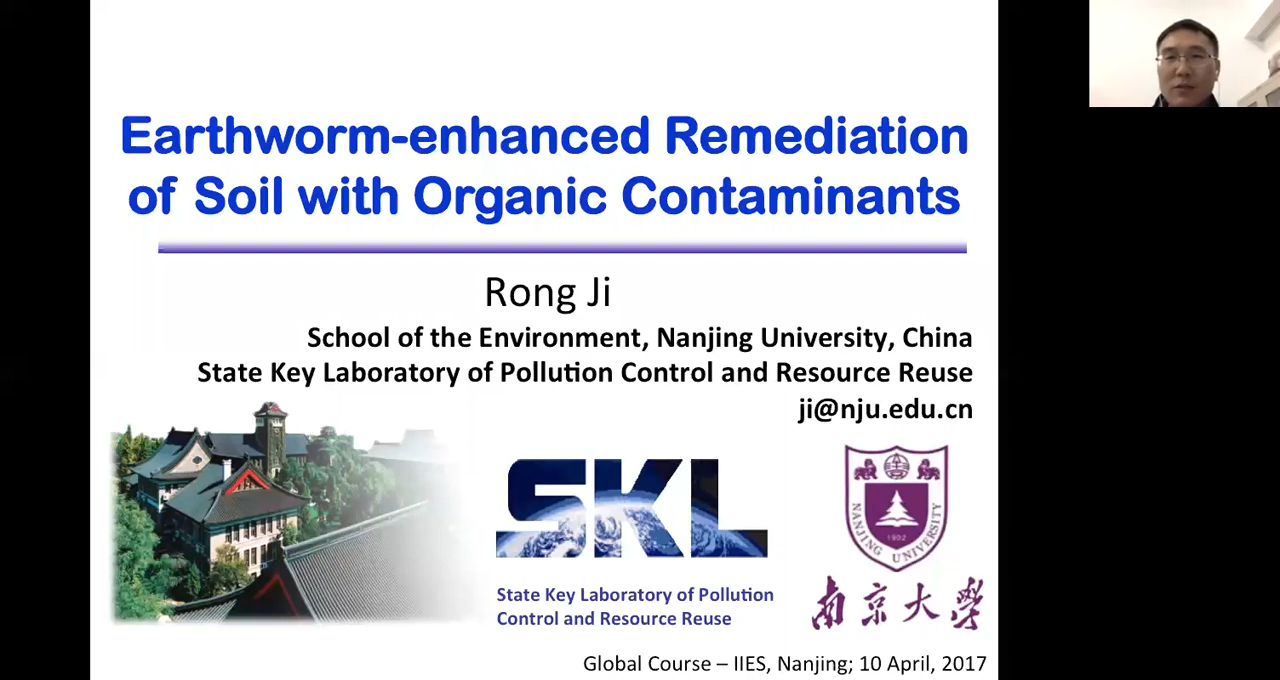 Earthworm-enhanced Remediation
of Soil with Organic Contaminants
Rong Ji
School of the Environment, Nanjing University, China
State Key Laboratory of Pollution Control and Resource Reuse
ji@nju.edu.cn
SKL
State Key Laboratory of Pollution
Control and Resource Reuse
1902
NANJING UNIVERSITY
南京大學
Global Course – IIES, Nanjing; 10 April, 2017